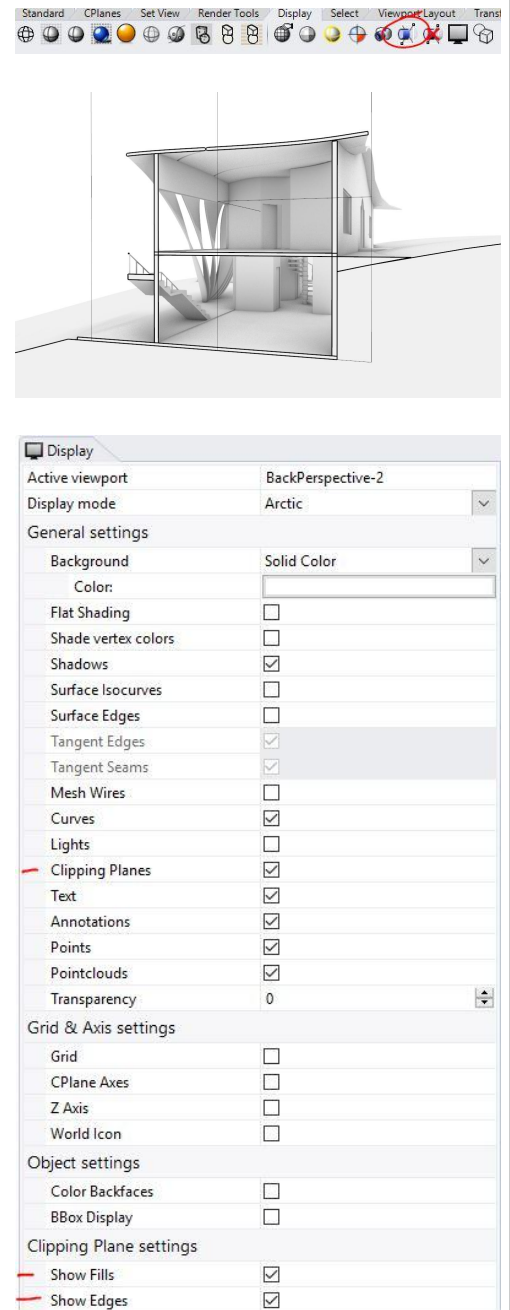 Standard CPlanes Set View Render Tools Display Select Viewport Layout Transf
Display
Active viewport BackPerspective-2
Display mode Arctic
General settings
Background Solid Color
Color:
Flat Shading
Shade vertex colors
Shadows
Surface Isocurves
Surface Edges
Tangent Edges
Tangent Seams
Mesh Wires
Curves
Lights
Clipping Planes
Text
Annotations
Points
Pointclouds
Transparency 0
Grid & Axis settings
Grid
CPlane Axes
Z Axis
World Icon
Object settings
Color Backfaces
BBox Display
Clipping Plane settings
Show Fills
Show Edges